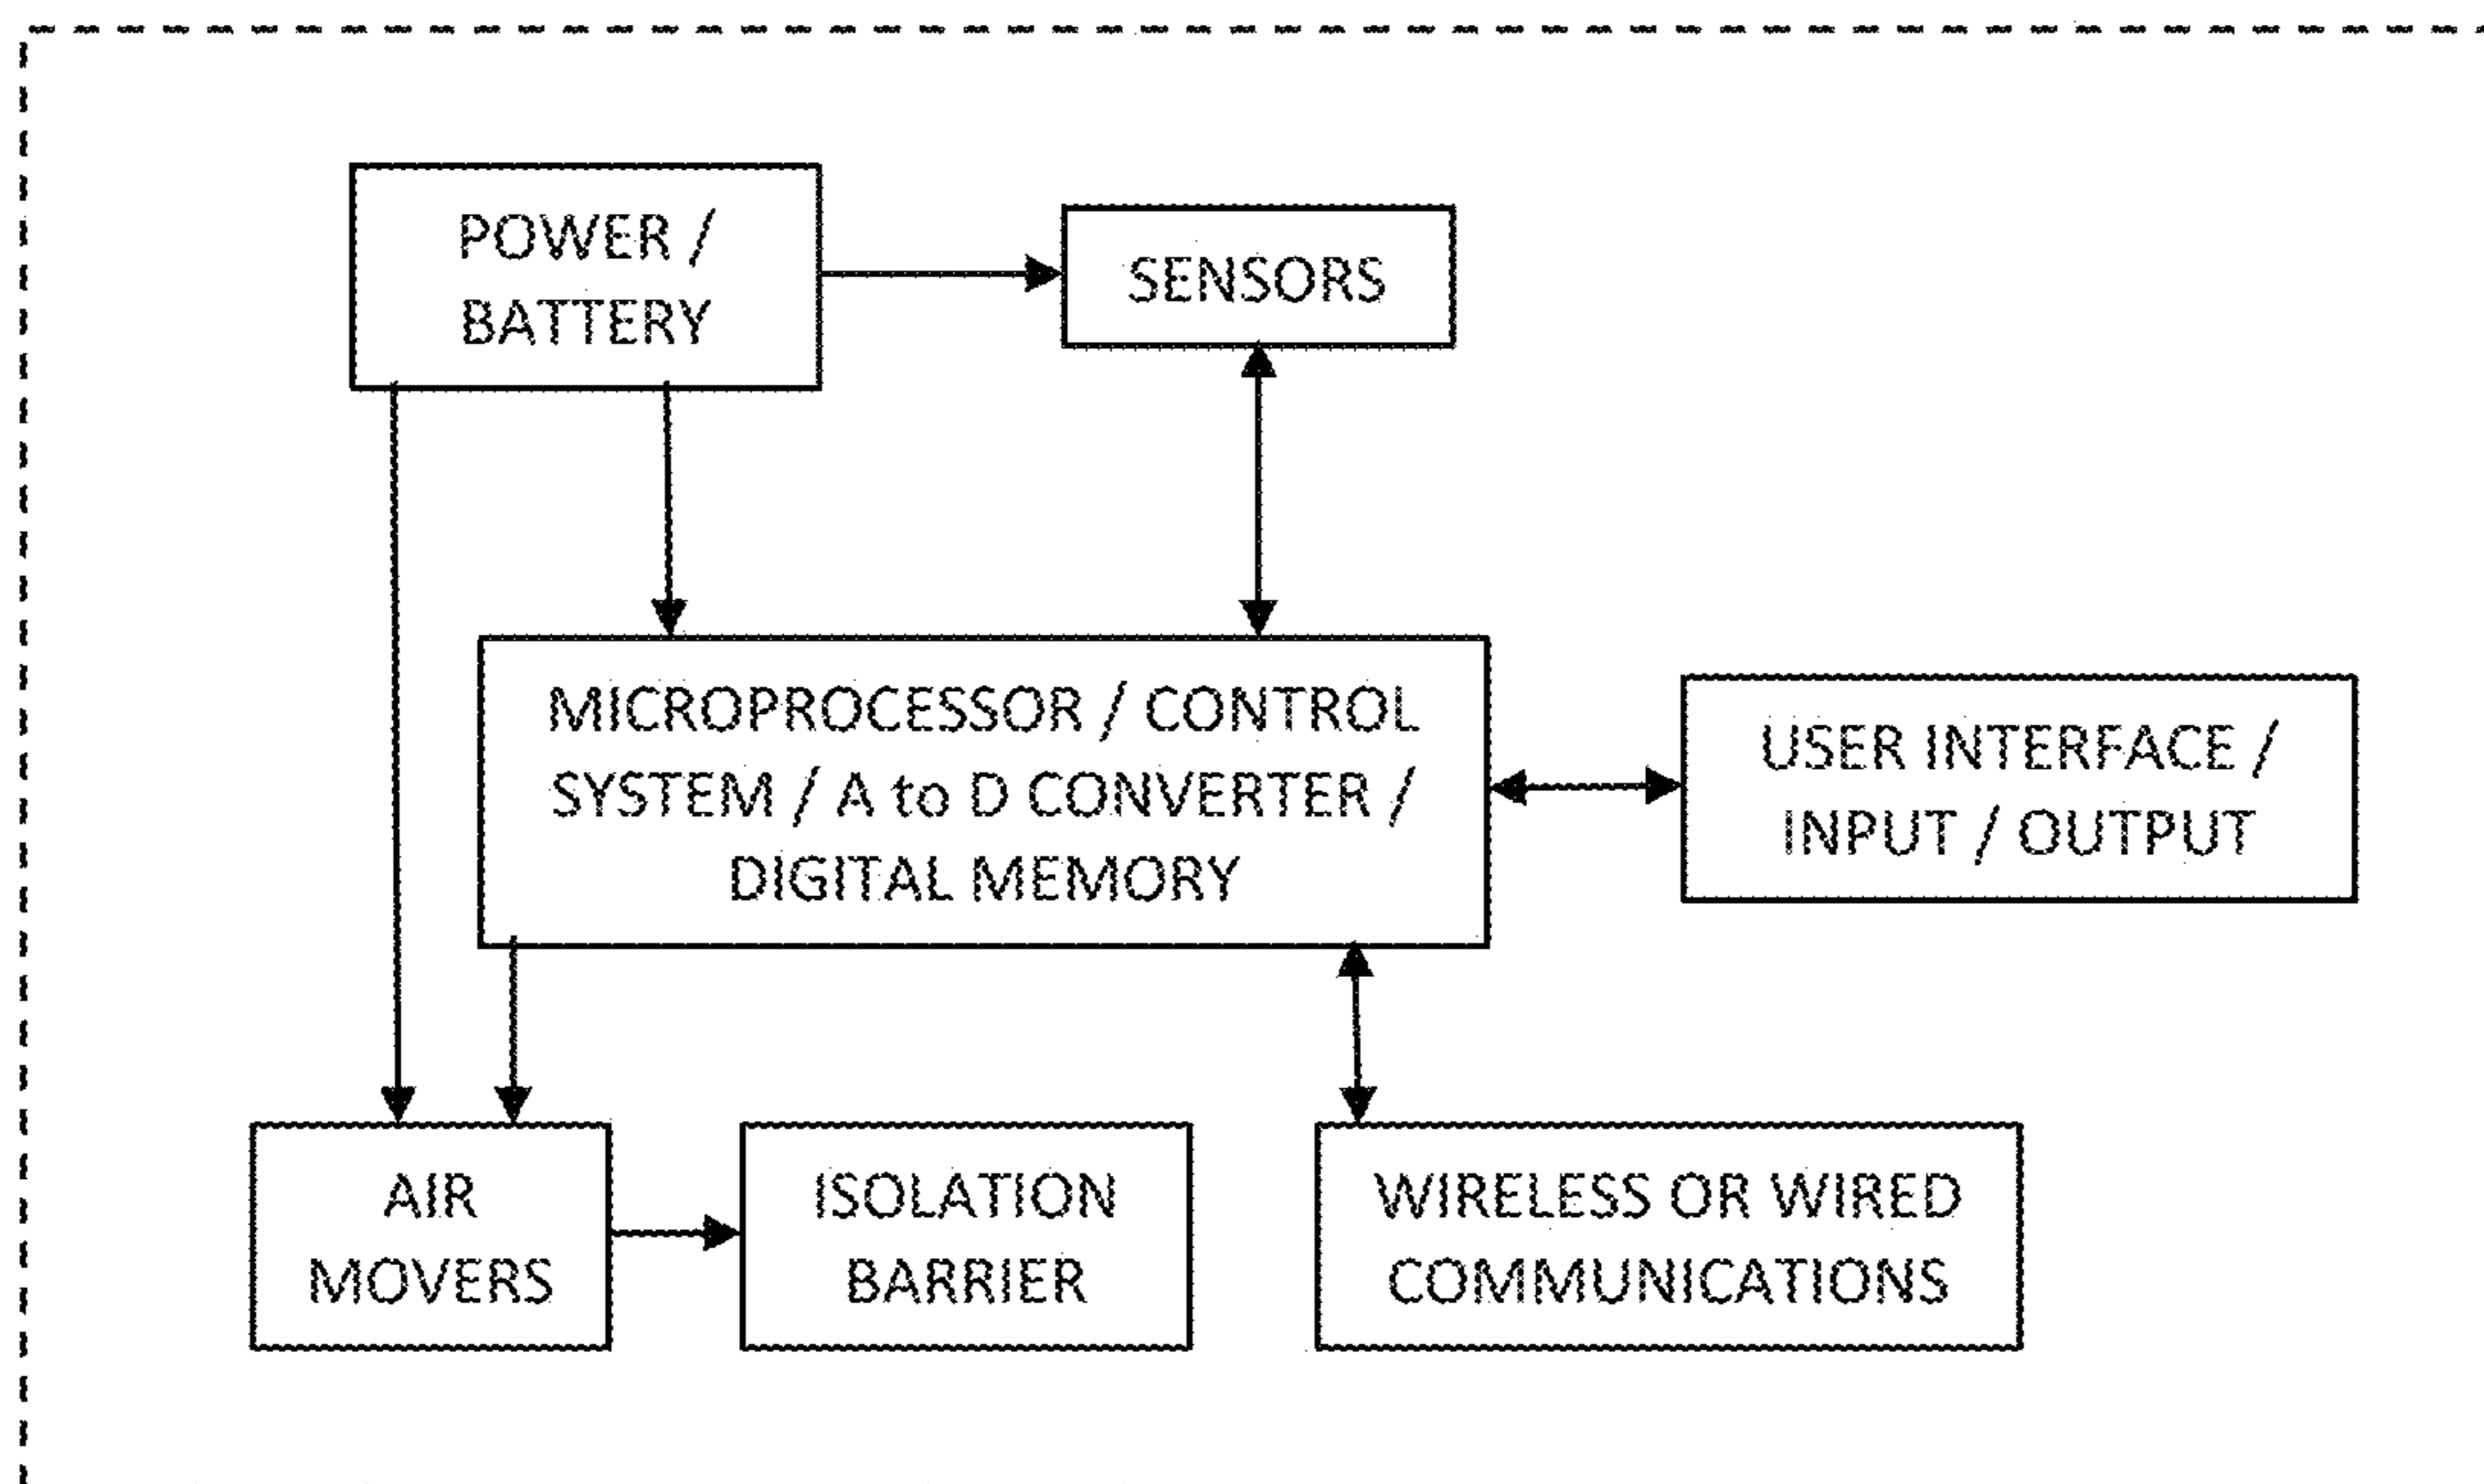 POWER /
BATTERY
SENSORS
MICROPROCESSOR / CONTROL
SYSTEM / A to D CONVERTER /
DIGITAL MEMORY
USER INTERFACE /
INPUT / OUTPUT
AIR
MOVERS
ISOLATION
BARRIER
WIRELESS OR WIRED
COMMUNICATIONS